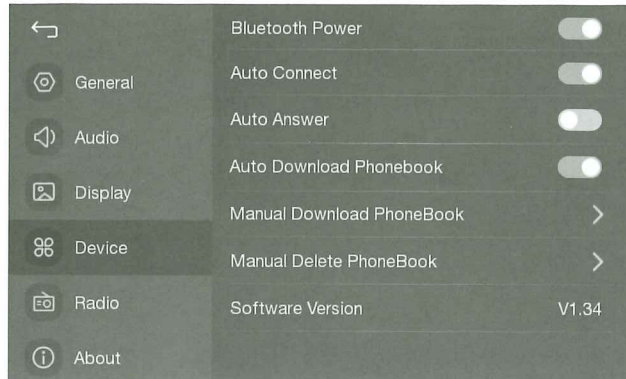 General
Audio
Display
Device
Radio
About
Bluetooth Power
Auto Connect
Auto Answer
Auto Download Phonebook
Manual Download PhoneBook
Manual Delete PhoneBook
Software Version V1.34